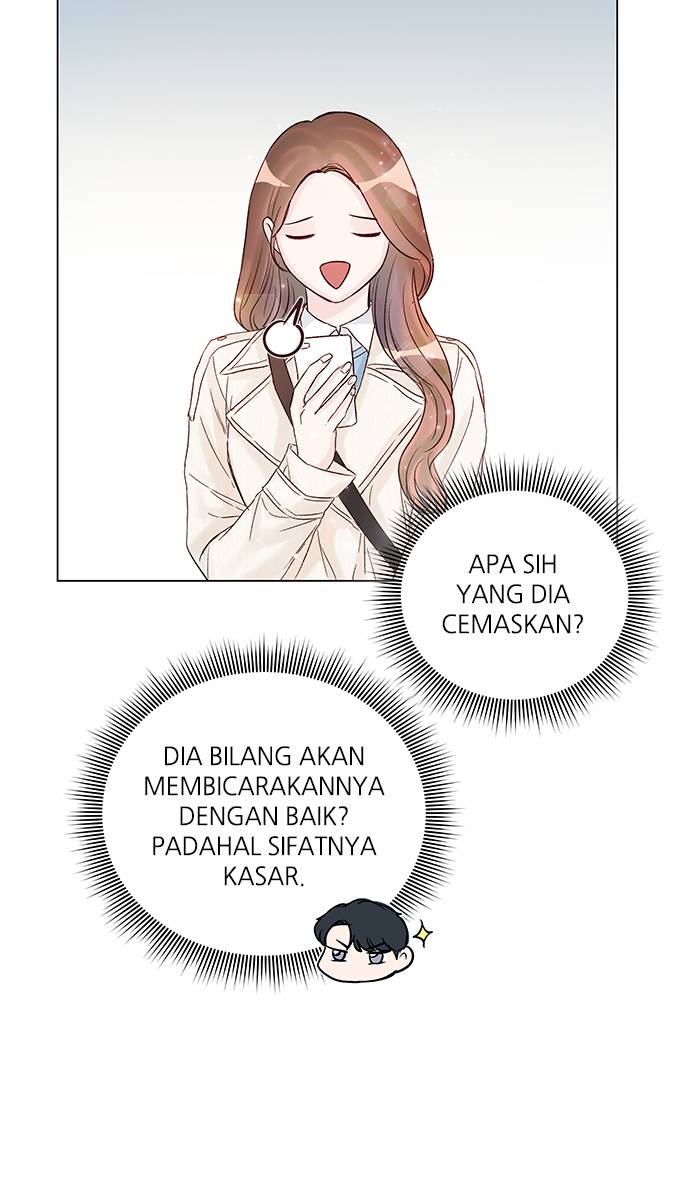 APA SIH
YANG DIA
CEMASKAN?
DIA BILANG AKAN
MEMBICARAKANNYA
DENGAN BAIK?
PADAHAL SIFATNYA
KASAR.